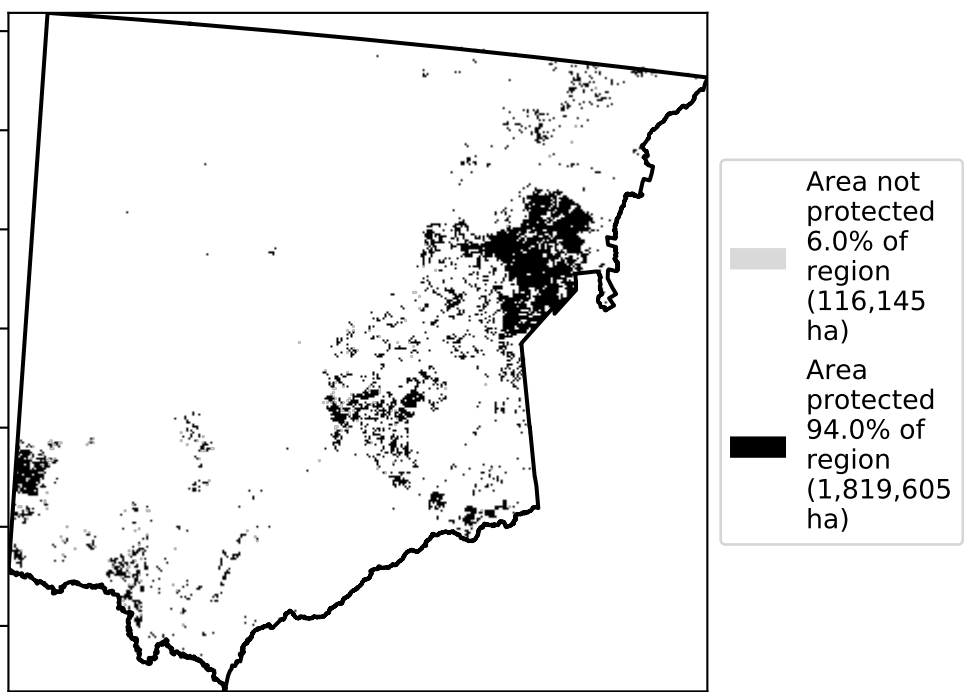 Area not
protected
6.0% of
region
(116,145
ha)
Area
protected
94.0% of
region
(1,819,605
ha)